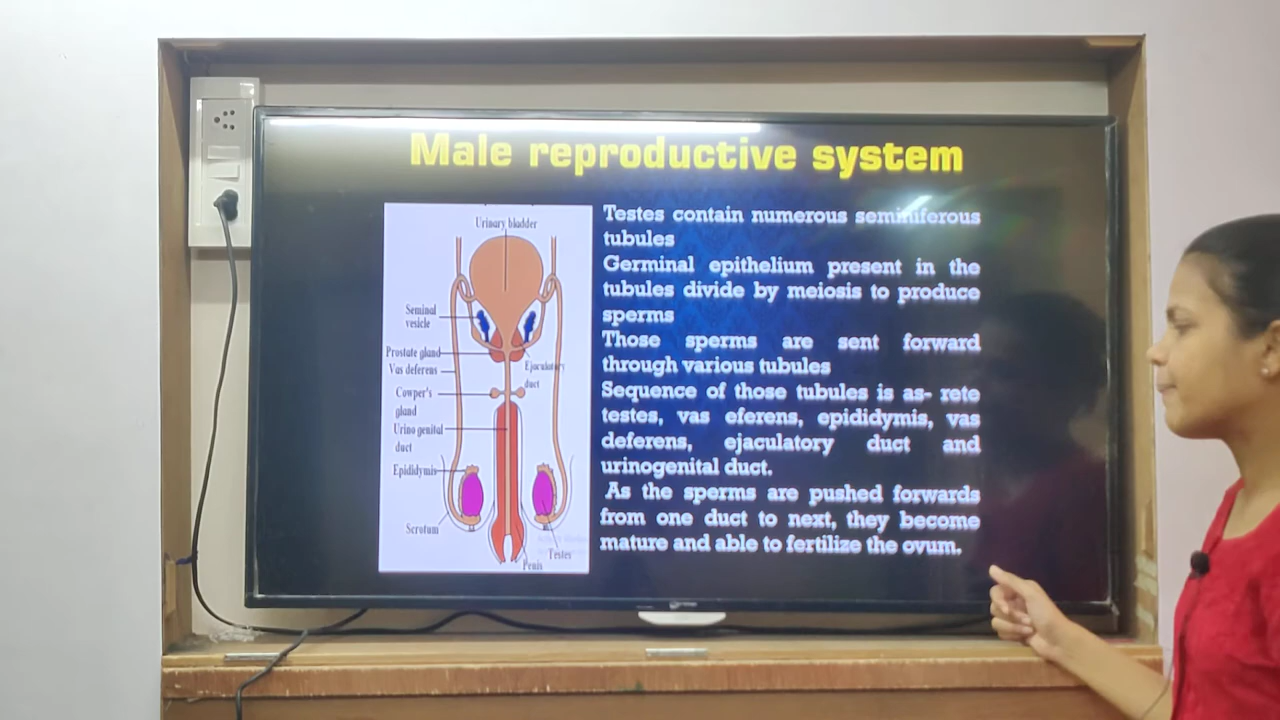 Male reproductive system
Urinary bladder
Seminal
vesicle
Prostate gland
Vas deferens
Ejaculatory
duct
Cowper's
gland
Urino genital
duct
Epididymis
Scrotum
Testes
Penis
Testes contain numerous seminiferous
tubules
Germinal epithelium present in the
tubules divide by meiosis to produce
sperms
Those sperms are sent forward
through various tubules
Sequence of those tubules is as- rete
testes, vas eferens, epididymis, vas
deferens, ejaculatory duct and
urinogenital duct.
As the sperms are pushed forwards
from one duct to next, they become
mature and able to fertilize the ovum.